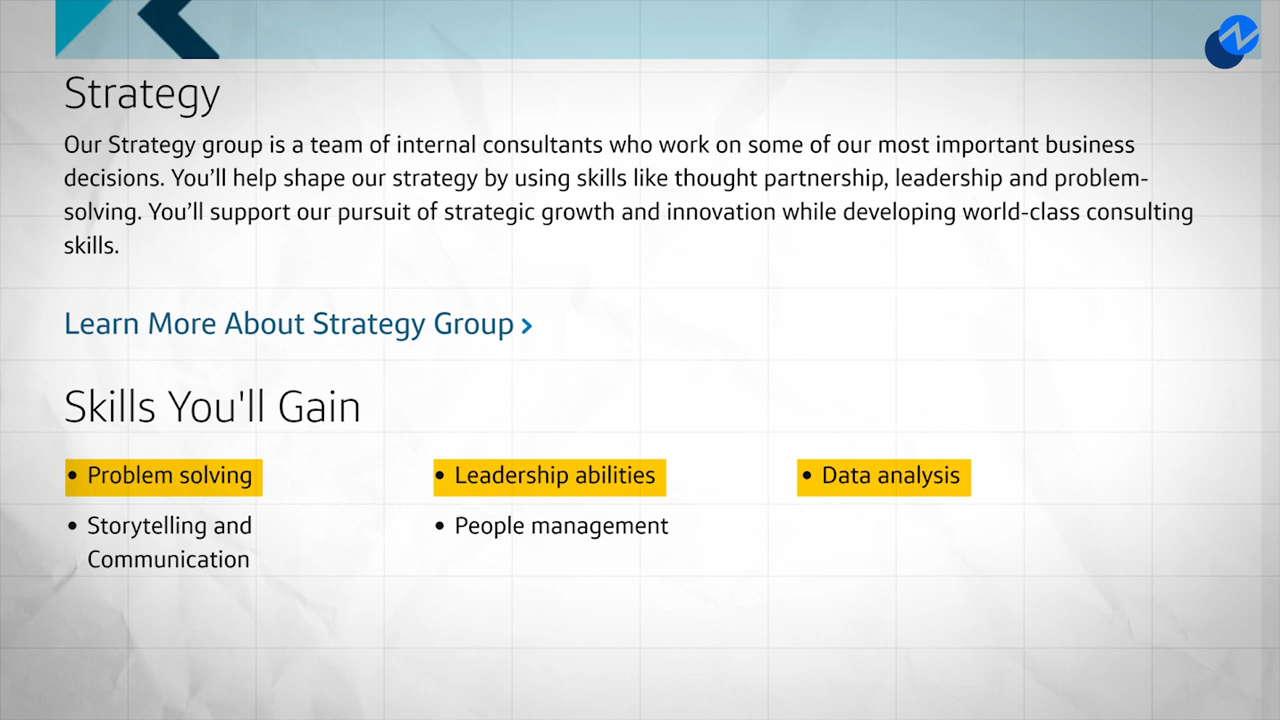 Strategy
Our Strategy group is a team of internal consultants who work on some of our most important business
decisions. You’ll help shape our strategy by using skills like thought partnership, leadership and problem-
solving. You’ll support our pursuit of strategic growth and innovation while developing world-class consulting
skills.
Learn More About Strategy Group ›
Skills You'll Gain
• Problem solving
• Leadership abilities
• Data analysis
• Storytelling and
Communication
• People management